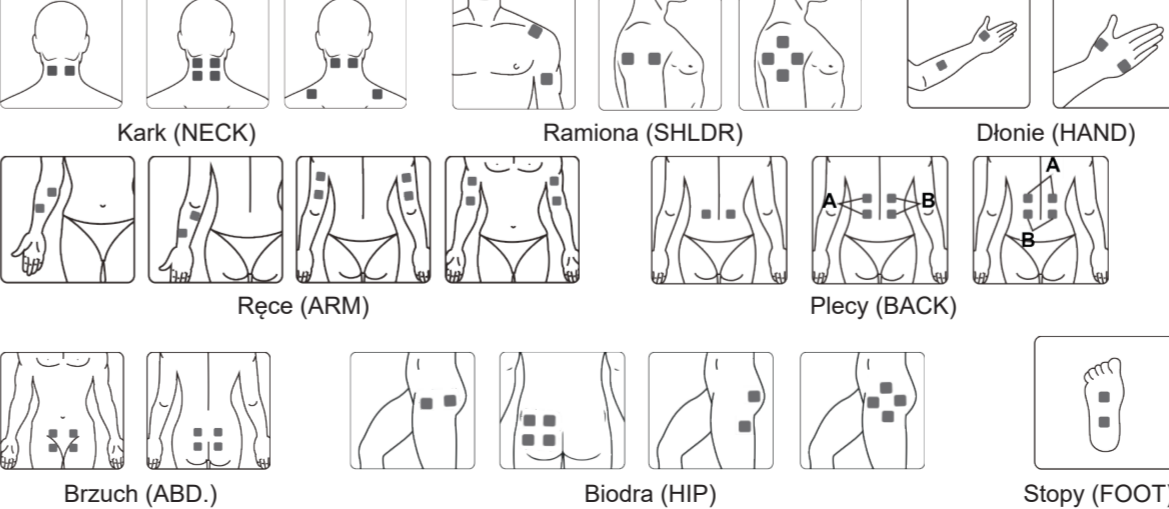 Kark (NECK)
Ramiona (SHLDR)
Dłonie (HAND)
A
A
B
B
Ręce (ARM)
Plecy (BACK)
Brzuch (ABD.)
Biodra (HIP)
Stopy (FOOT)